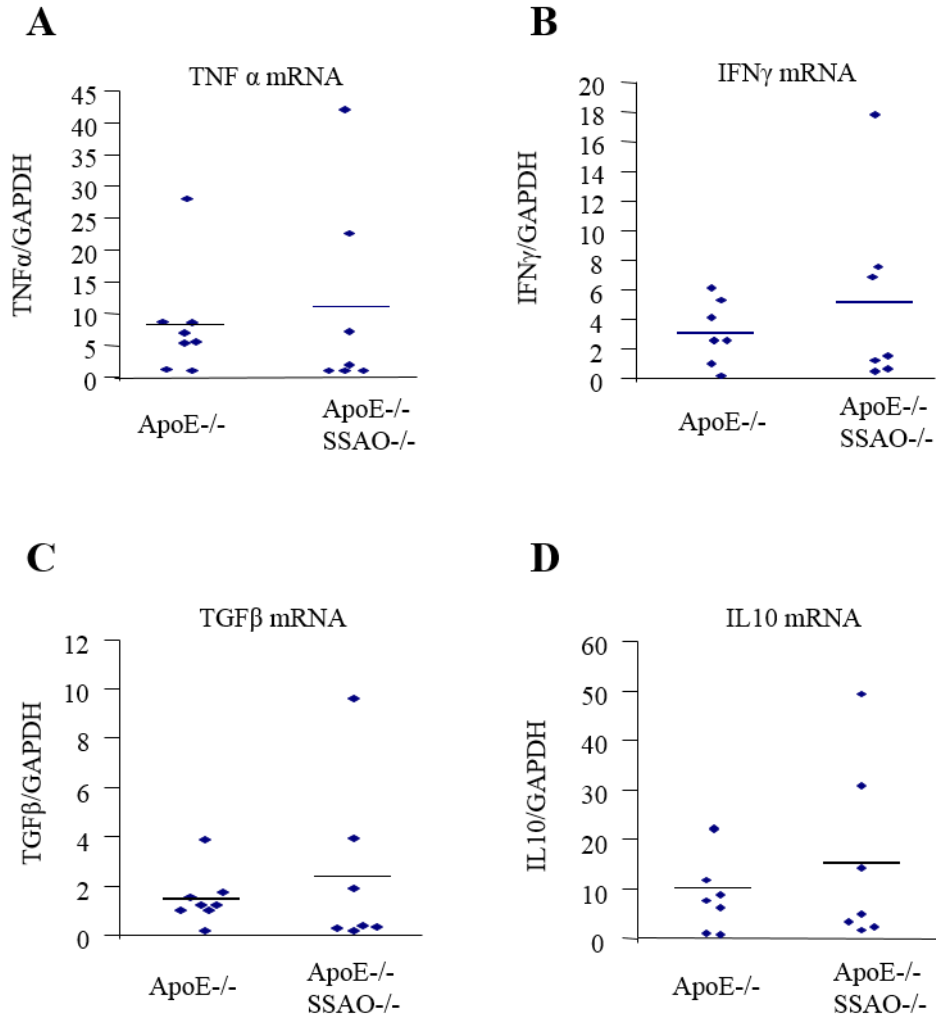 A
TNF α mRNA
TNFα/GAPDH
45
40
35
30
25
20
15
10
5
0
ApoE-/-
ApoE-/-
SSAO-/-
B
IFNγ mRNA
IFNγ/GAPDH
20
18
16
14
12
10
8
6
4
2
0
ApoE-/-
ApoE-/-
SSAO-/-
C
TGFβ mRNA
TGFβ/GAPDH
12
10
8
6
4
2
0
ApoE-/-
ApoE-/-
SSAO-/-
D
IL10 mRNA
IL10/GAPDH
60
50
40
30
20
10
0
ApoE-/-
ApoE-/-
SSAO-/-